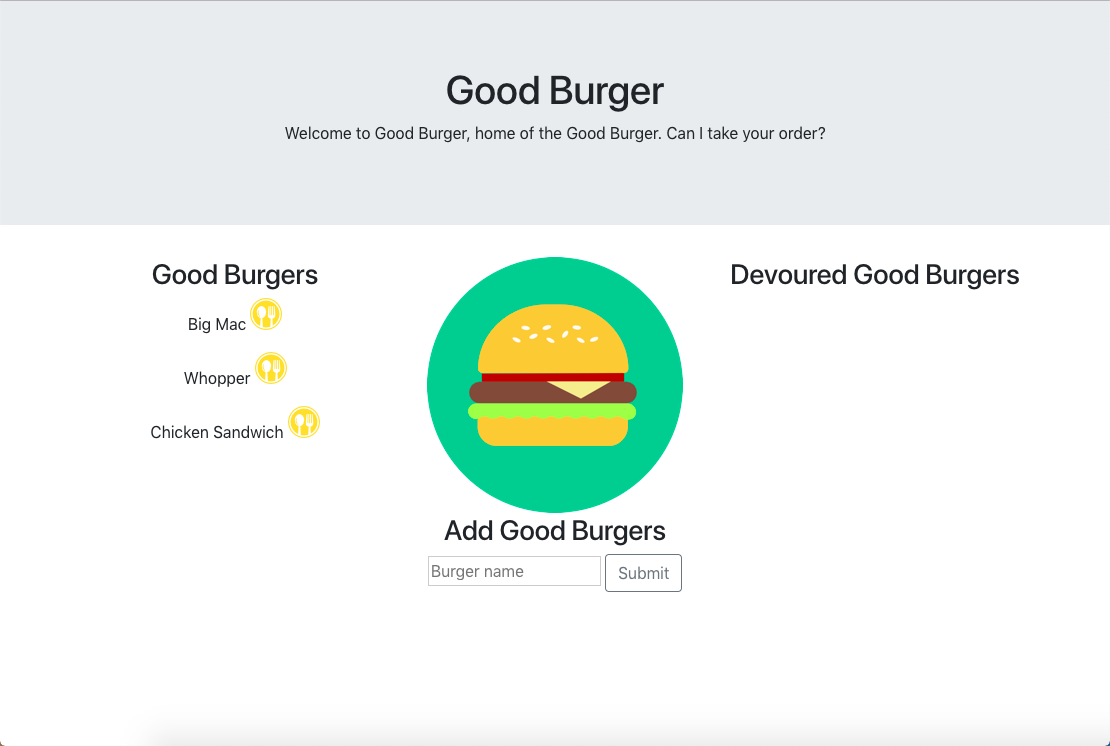 Good Burger
Welcome to Good Burger, home of the Good Burger. Can I take your order?
Good Burgers
Big Mac
Whopper
Chicken Sandwich
Add Good Burgers
Burger name
Submit
Devoured Good Burgers